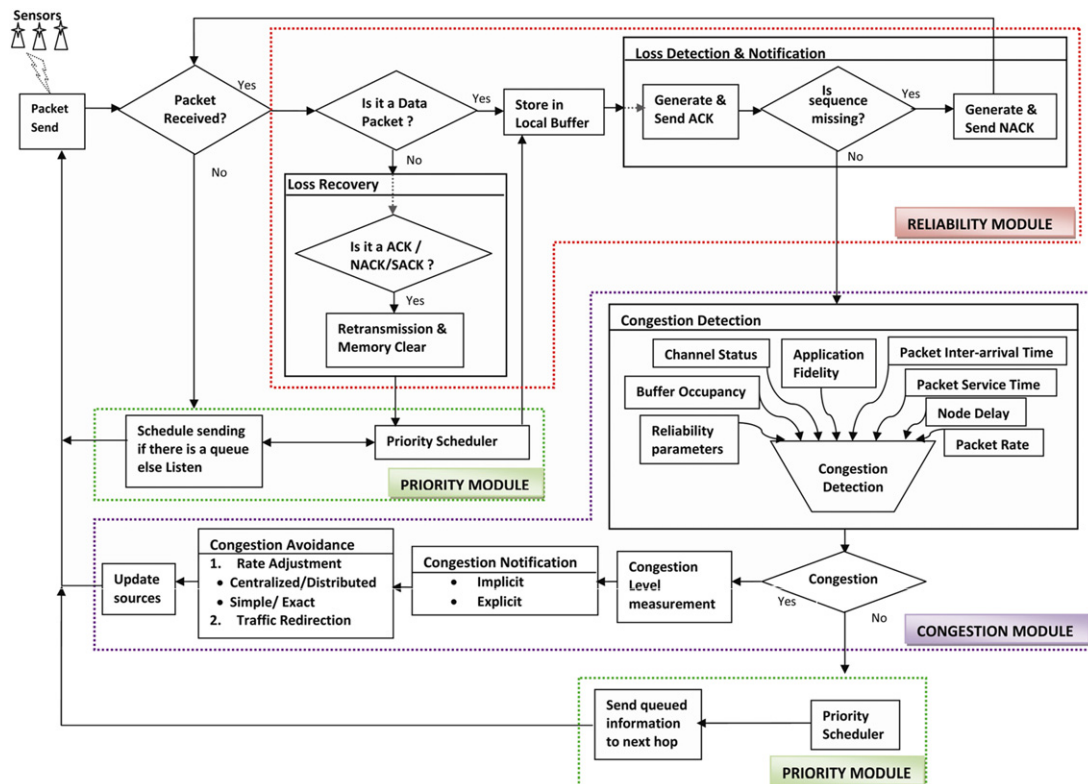 Sensors
Packet
Send
Packet
Received?
Yes
No
Is it a Data
Packet ?
Yes
No
Store in
Local Buffer
Loss Detection & Notification
Generate &
Send ACK
Is
sequence
missing?
Yes
No
Generate &
Send NACK
RELIABILITY MODULE
Loss Recovery
Is it a ACK /
NACK/SACK ?
Yes
Retransmission &
Memory Clear
Schedule sending
if there is a queue
else Listen
Priority Scheduler
PRIORITY MODULE
Congestion Detection
Channel Status
Application
Fidelity
Packet Inter-arrival Time
Buffer Occupancy
Packet Service Time
Node Delay
Reliability
parameters
Packet Rate
Congestion
Detection
Congestion
Yes
No
Congestion
Level
measurement
Congestion Notification
• Implicit
• Explicit
Congestion Avoidance
1. Rate Adjustment
• Centralized/Distributed
• Simple/ Exact
2. Traffic Redirection
Update
sources
CONGESTION MODULE
Send queued
information
to next hop
Priority
Scheduler
PRIORITY MODULE